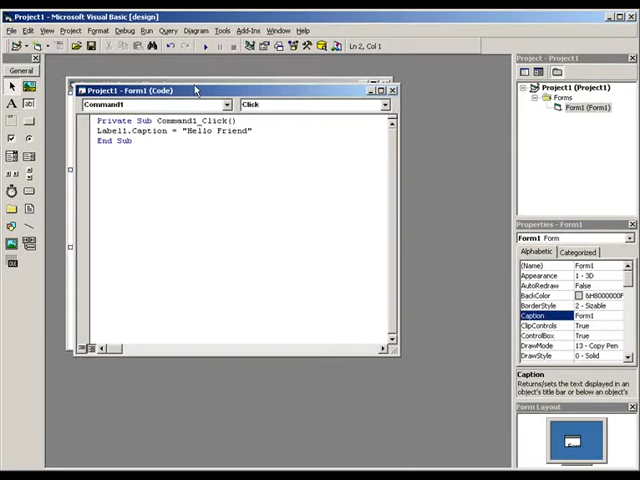 Project1 - Microsoft Visual Basic [design]
File Edit View Project Format Debug Run Query Diagram Tools Add-Ins Window Help
Ln 2, Col 1
General
Project1 - Form1 (Code)
Command1
Click
Private Sub Command1_Click()
Label1.Caption = "Hello Friend"
End Sub
Project - Project1
Project1 (Project1)
Forms
Form1 (Form1)
Properties - Form1
Form1 Form
Alphabetic Categorized
(Name) Form1
Appearance 1 - 3D
AutoRedraw False
BackColor &H8000000F
BorderStyle 2 - Sizable
Caption Form1
ClipControls True
ControlBox True
DrawMode 13 - Copy Pen
DrawStyle 0 - Solid
Caption
Returns/sets the text displayed in an
object's title bar or below an object's
Form Layout